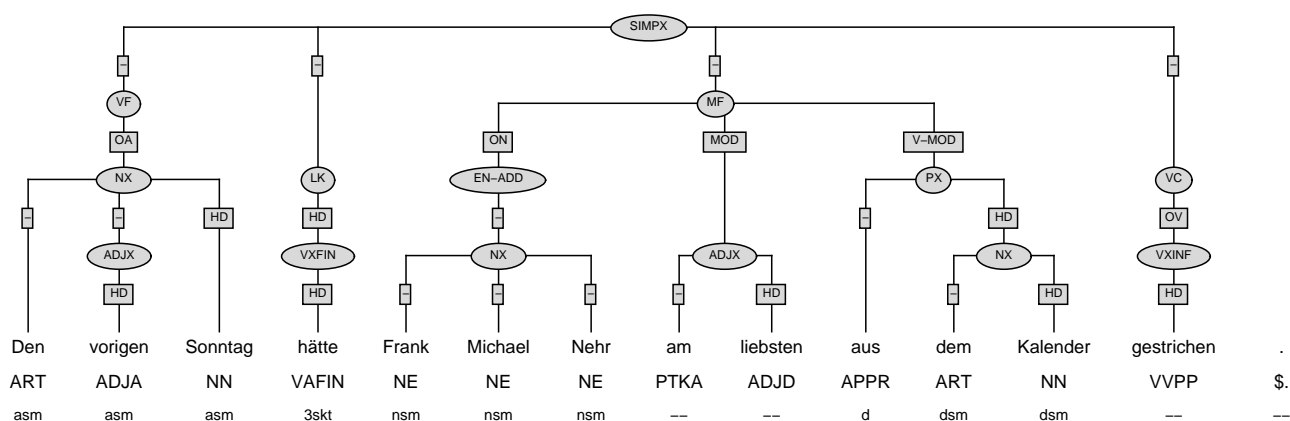 SIMPX
– – – –
VF MF
OA ON MOD V–MOD
NX LK EN–ADD PX VC
– – HD HD – – HD OV
ADJX VXFIN NX ADJX NX VXINF
HD HD – – – – HD – HD HD
Den vorigen Sonntag hätte Frank Michael Nehr am liebsten aus dem Kalender gestrichen .
ART ADJA NN VAFIN NE NE NE PTKA ADJD APPR ART NN VVPP $.
asm asm asm 3skt nsm nsm nsm –– –– d dsm dsm –– ––